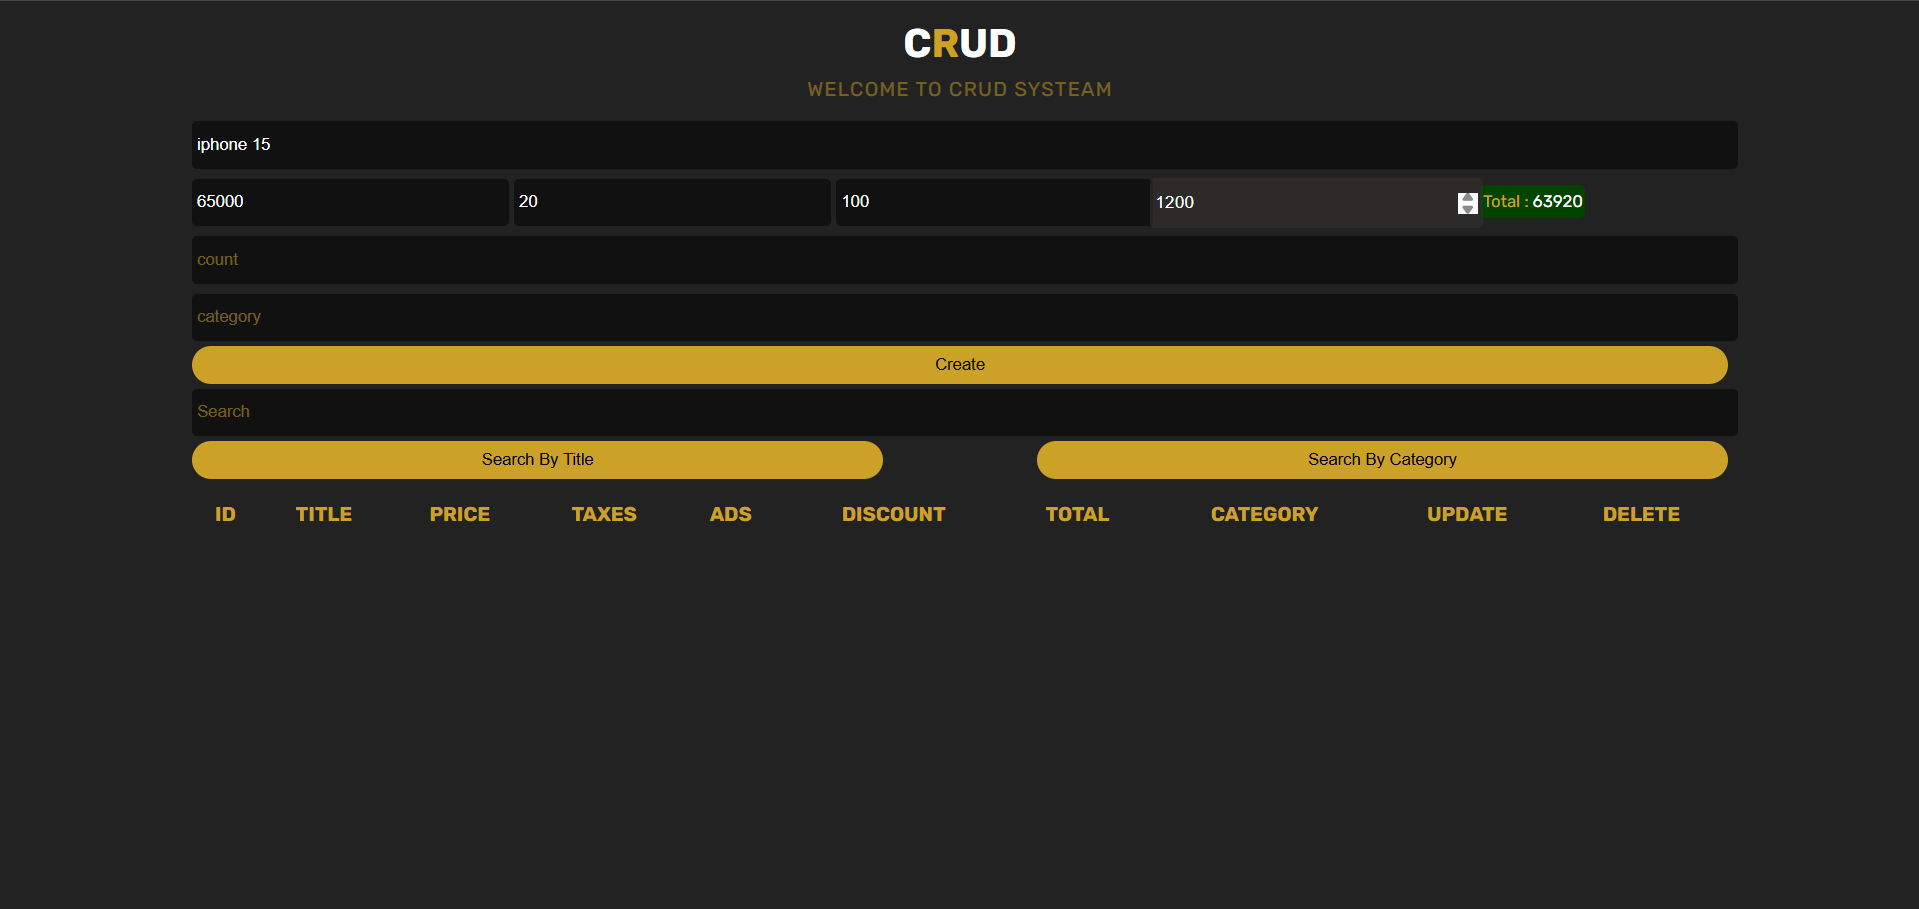 CRUD
WELCOME TO CRUD SYSTEAM
iphone 15
65000 20 100 1200 Total : 63920
count
category
Create
Search
Search By Title Search By Category
ID TITLE PRICE TAXES ADS DISCOUNT TOTAL CATEGORY UPDATE DELETE